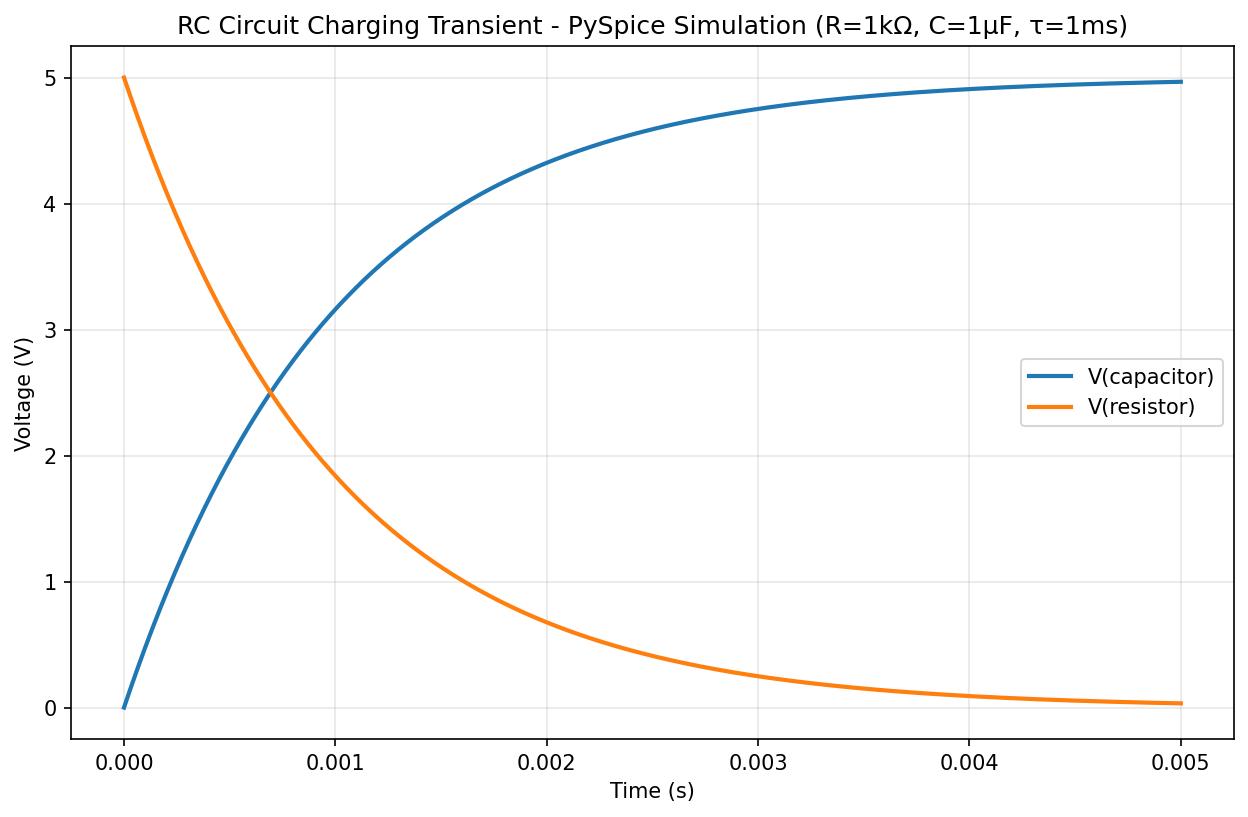 RC Circuit Charging Transient - PySpice Simulation (R=1kΩ, C=1μF, τ=1ms)
5
4
3
2
1
0
Voltage (V)
V(capacitor)
V(resistor)
0.000 0.001 0.002 0.003 0.004 0.005
Time (s)